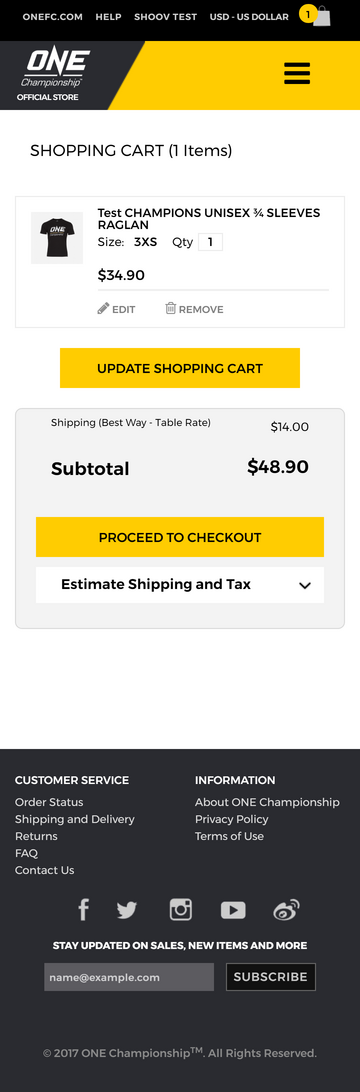 ONEFC.COM HELP SHOOV TEST USD - US DOLLAR 1
ONE
Championship
OFFICIAL STORE
SHOPPING CART (1 Items)
Test CHAMPIONS UNISEX ¾ SLEEVES
RAGLAN
Size: 3XS Qty 1
$34.90
EDIT REMOVE
UPDATE SHOPPING CART
Shipping (Best Way - Table Rate) $14.00
Subtotal $48.90
PROCEED TO CHECKOUT
Estimate Shipping and Tax
CUSTOMER SERVICE
Order Status
Shipping and Delivery
Returns
FAQ
Contact Us
INFORMATION
About ONE Championship
Privacy Policy
Terms of Use
STAY UPDATED ON SALES, NEW ITEMS AND MORE
name@example.com SUBSCRIBE
© 2017 ONE Championship™. All Rights Reserved.